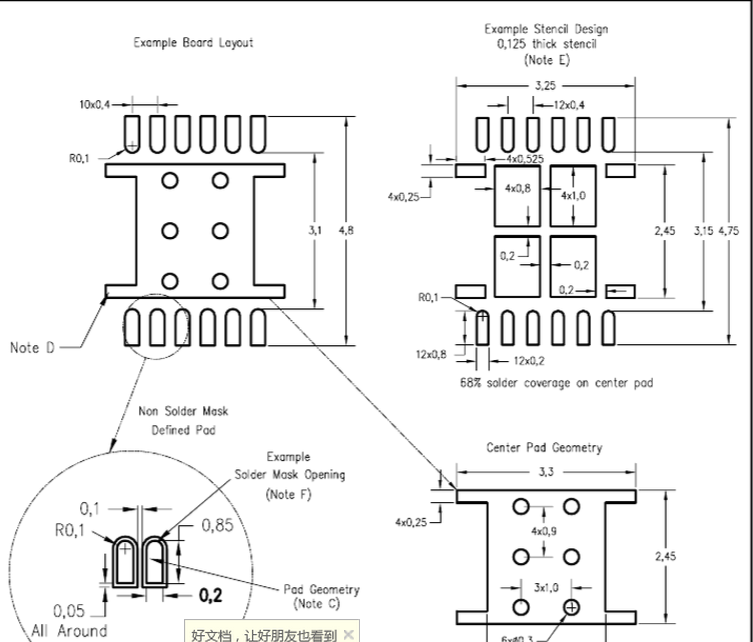 Example Board Layout
10x0,4
R0,1
3,1
4,8
Note D
Example Stencil Design
0,125 thick stencil
(Note E)
3,25
12x0,4
4x0,525
4x0,25
4x0,8
4x1,0
2,45
3,15
4,75
0,2
0,2
0,2
R0,1
12x0,8
12x0,2
68% solder coverage on center pad
Non Solder Mask
Defined Pad
Example
Solder Mask Opening
(Note F)
0,1
R0,1
0,85
0,2
Pad Geometry
(Note C)
0,05
All Around
Center Pad Geometry
3,3
4x0,25
4x0,9
2,45
3x1,0
6xø0,3
好文档，让好朋友也看到